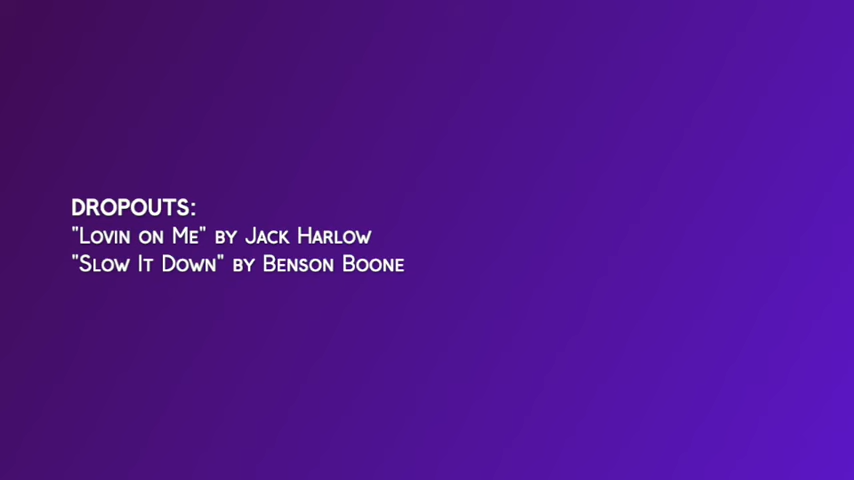 DROPOUTS:
"Lovin on Me" by Jack Harlow
"Slow It Down" by Benson Boone